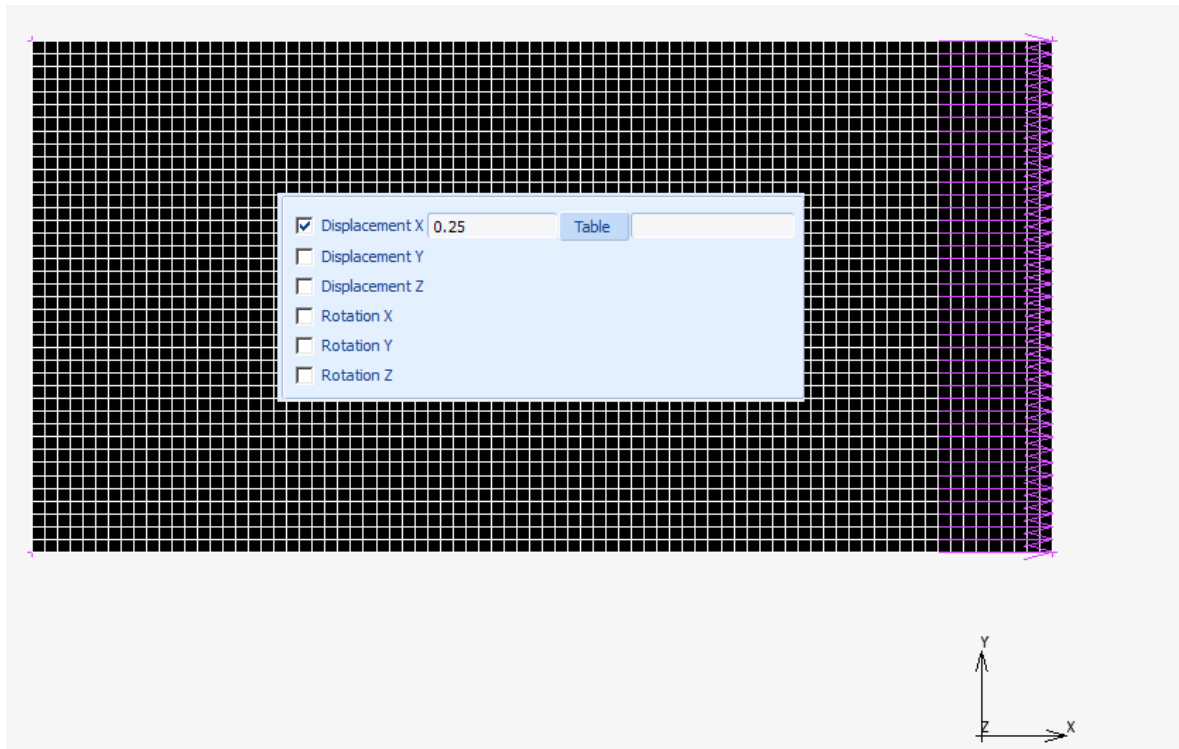 Displacement X 0.25 Table
Displacement Y
Displacement Z
Rotation X
Rotation Y
Rotation Z
Y
Z X